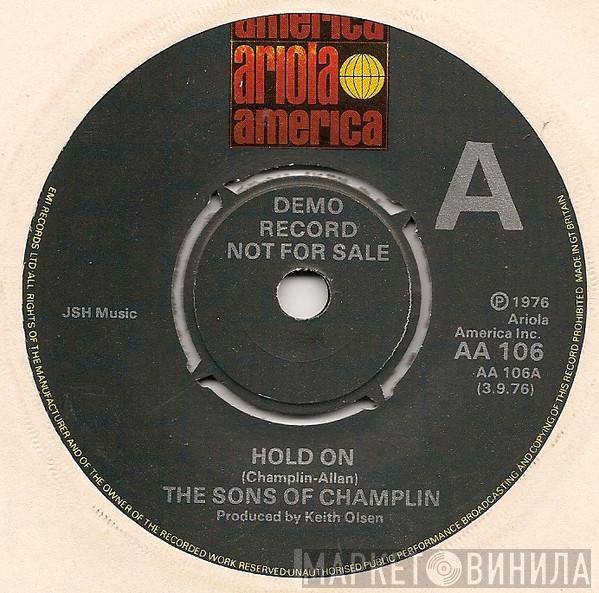 america
ariola
america
A
DEMO
RECORD
NOT FOR SALE
JSH Music
Ⓟ 1976
Ariola
America Inc.
AA 106
AA 106A
(3.9.76)
HOLD ON
(Champlin-Allan)
THE SONS OF CHAMPLIN
Produced by Keith Olsen
EMI RECORDS LTD ALL RIGHTS OF THE MANUFACTURER AND OF THE OWNER OF THE RECORDED WORK RESERVED·UNAUTHORISED PUBLIC PERFORMANCE BROADCASTING AND COPYING OF THIS RECORD PROHIBITED MADE IN GT BRITAIN
МАРКЕТ ВИНИЛА